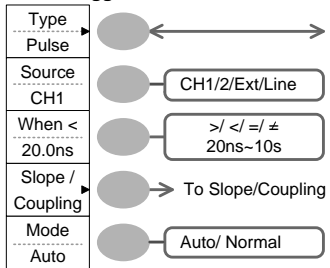 Type
Pulse
Source
CH1
CH1/2/Ext/Line
When <
20.0ns
>/ </ =/ ≠
20ns~10s
Slope /
Coupling
To Slope/Coupling
Mode
Auto
Auto/ Normal